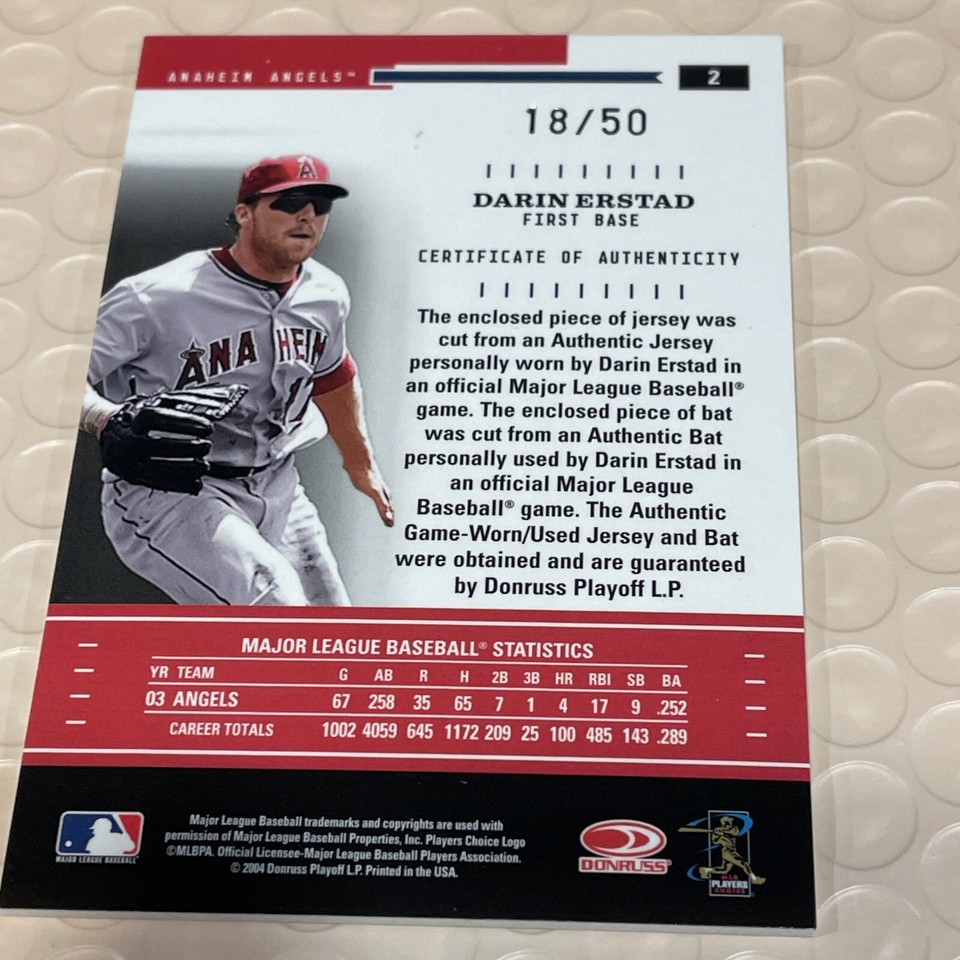 ANAHEIM ANGELS™
2
18/50
DARIN ERSTAD
FIRST BASE
CERTIFICATE OF AUTHENTICITY
The enclosed piece of jersey was
cut from an Authentic Jersey
personally worn by Darin Erstad in
an official Major League Baseball®
game. The enclosed piece of bat
was cut from an Authentic Bat
personally used by Darin Erstad in
an official Major League
Baseball® game. The Authentic
Game-Worn/Used Jersey and Bat
were obtained and are guaranteed
by Donruss Playoff L.P.
A
ANAHEIM
17
MAJOR LEAGUE BASEBALL® STATISTICS
YR TEAM G AB R H 2B 3B HR RBI SB BA
03 ANGELS 67 258 35 65 7 1 4 17 9 .252
CAREER TOTALS 1002 4059 645 1172 209 25 100 485 143 .289
MAJOR LEAGUE BASEBALL
Major League Baseball trademarks and copyrights are used with
permission of Major League Baseball Properties, Inc. Players Choice Logo
©MLBPA. Official Licensee-Major League Baseball Players Association.
© 2004 Donruss Playoff L.P. Printed in the USA.
DONRUSS®
MLB
PLAYERS
CHOICE